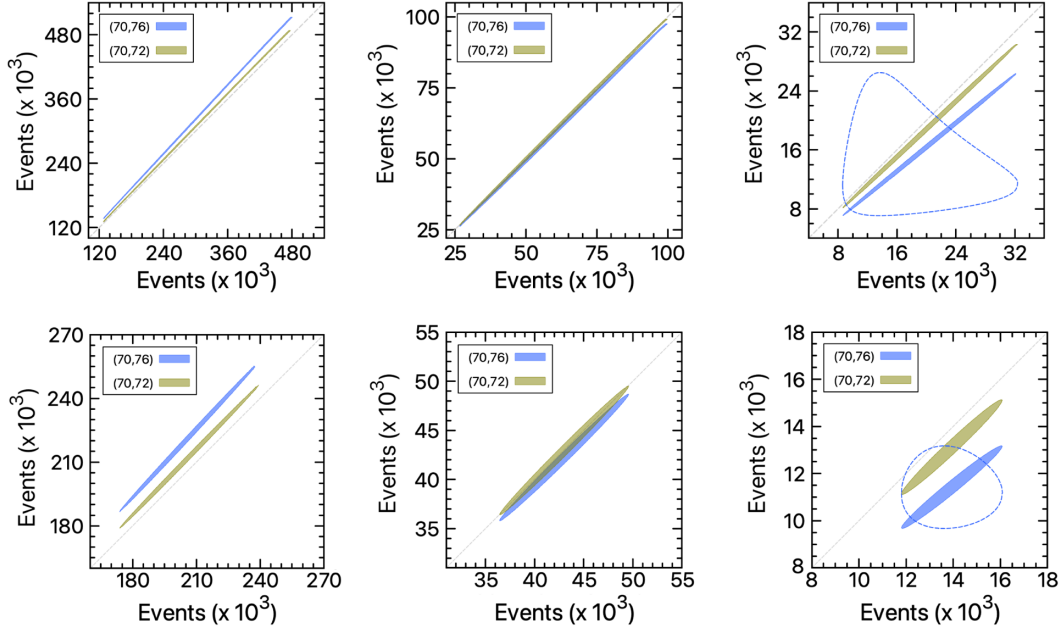 (70,76)
(70,72)
480
360
240
120
120 240 360 480
Events (x 10³)
Events (x 10³)
(70,76)
(70,72)
100
75
50
25
25 50 75 100
Events (x 10³)
Events (x 10³)
(70,76)
(70,72)
32
24
16
8
8 16 24 32
Events (x 10³)
Events (x 10³)
(70,76)
(70,72)
270
240
210
180
180 210 240 270
Events (x 10³)
Events (x 10³)
(70,76)
(70,72)
55
50
45
40
35
35 40 45 50 55
Events (x 10³)
Events (x 10³)
(70,76)
(70,72)
18
16
14
12
10
8
8 10 12 14 16 18
Events (x 10³)
Events (x 10³)